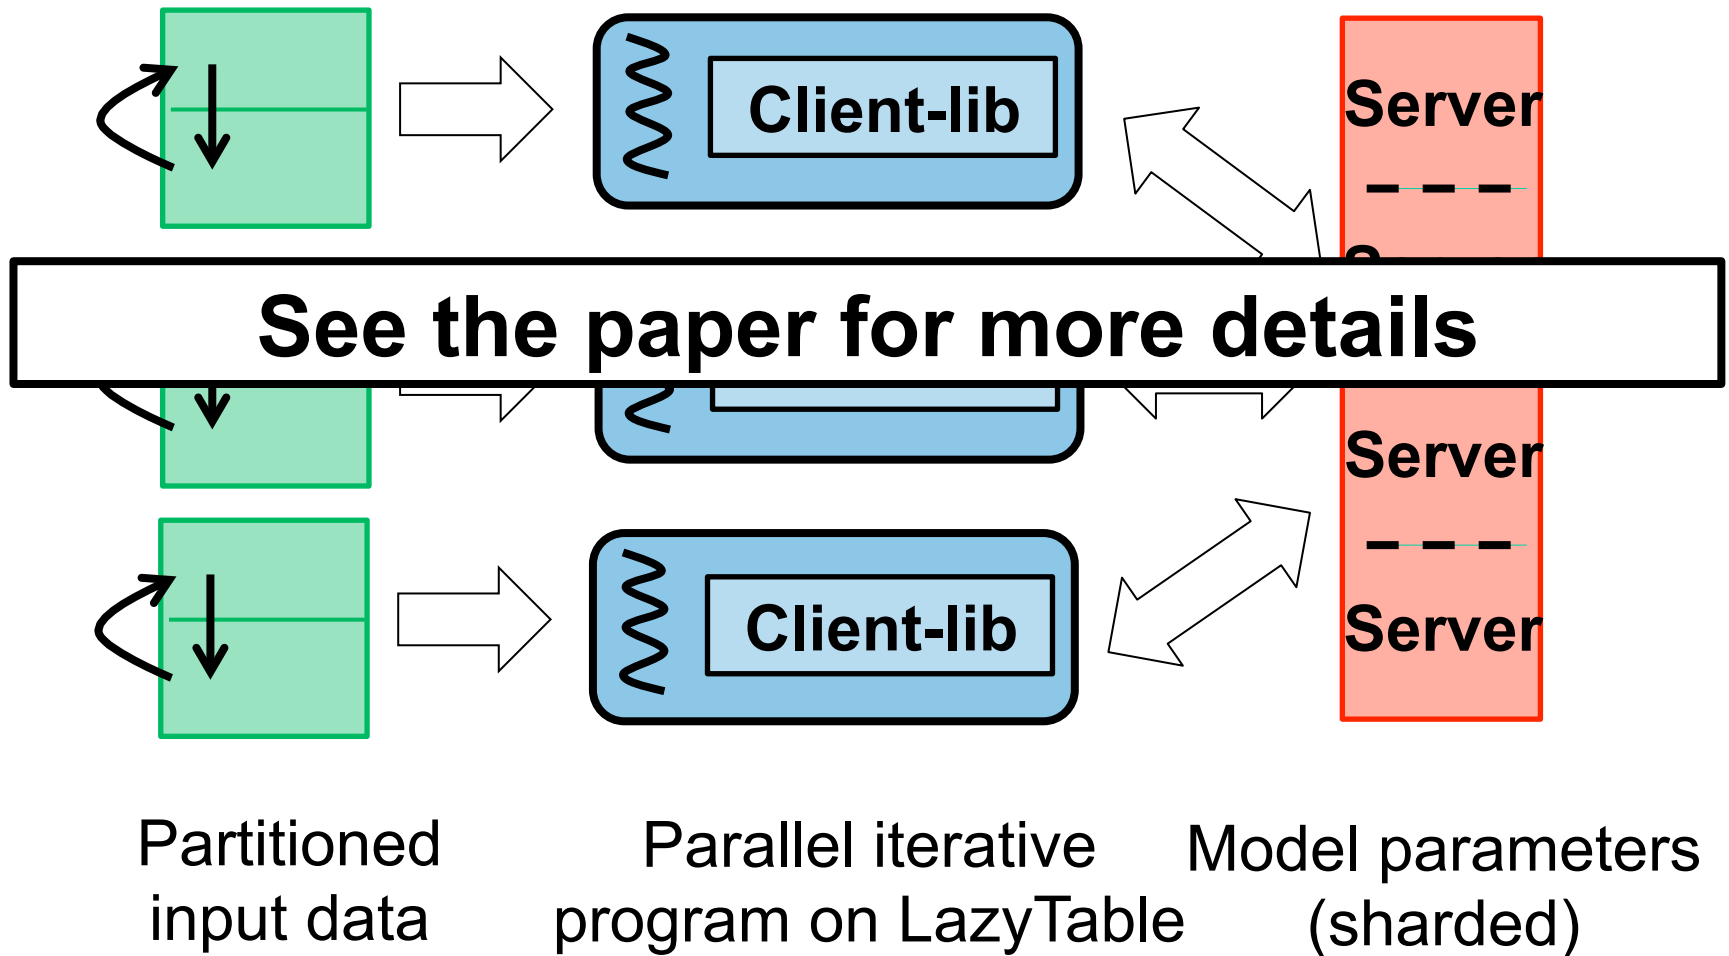 Client-lib
Server
See the paper for more details
Server
Client-lib
Server
Partitioned
input data
Parallel iterative
program on LazyTable
Model parameters
(sharded)